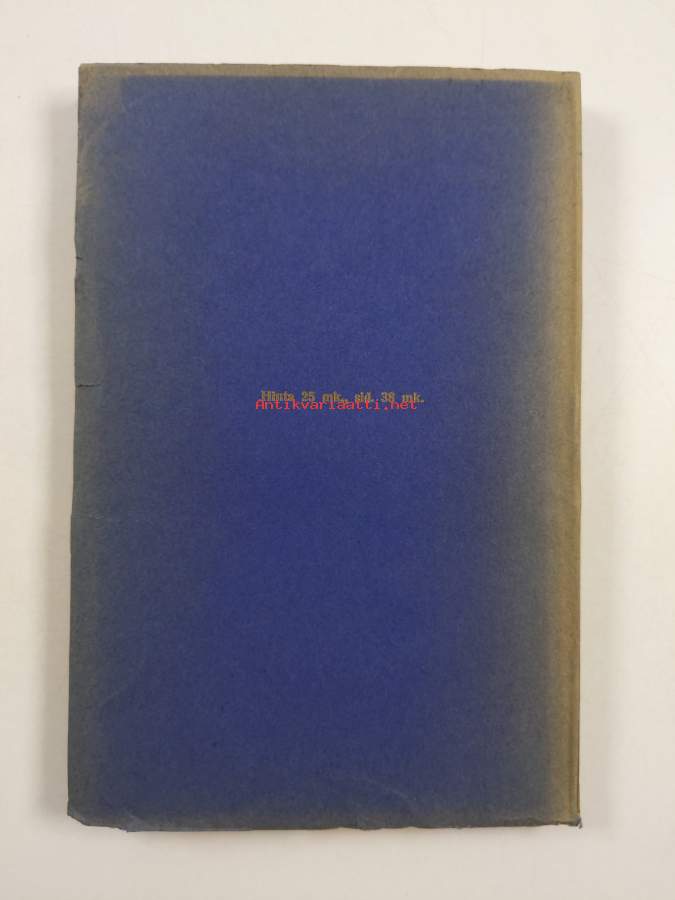 Hinta 25 mk., sid. 38 mk.
Antikvariaatti.net